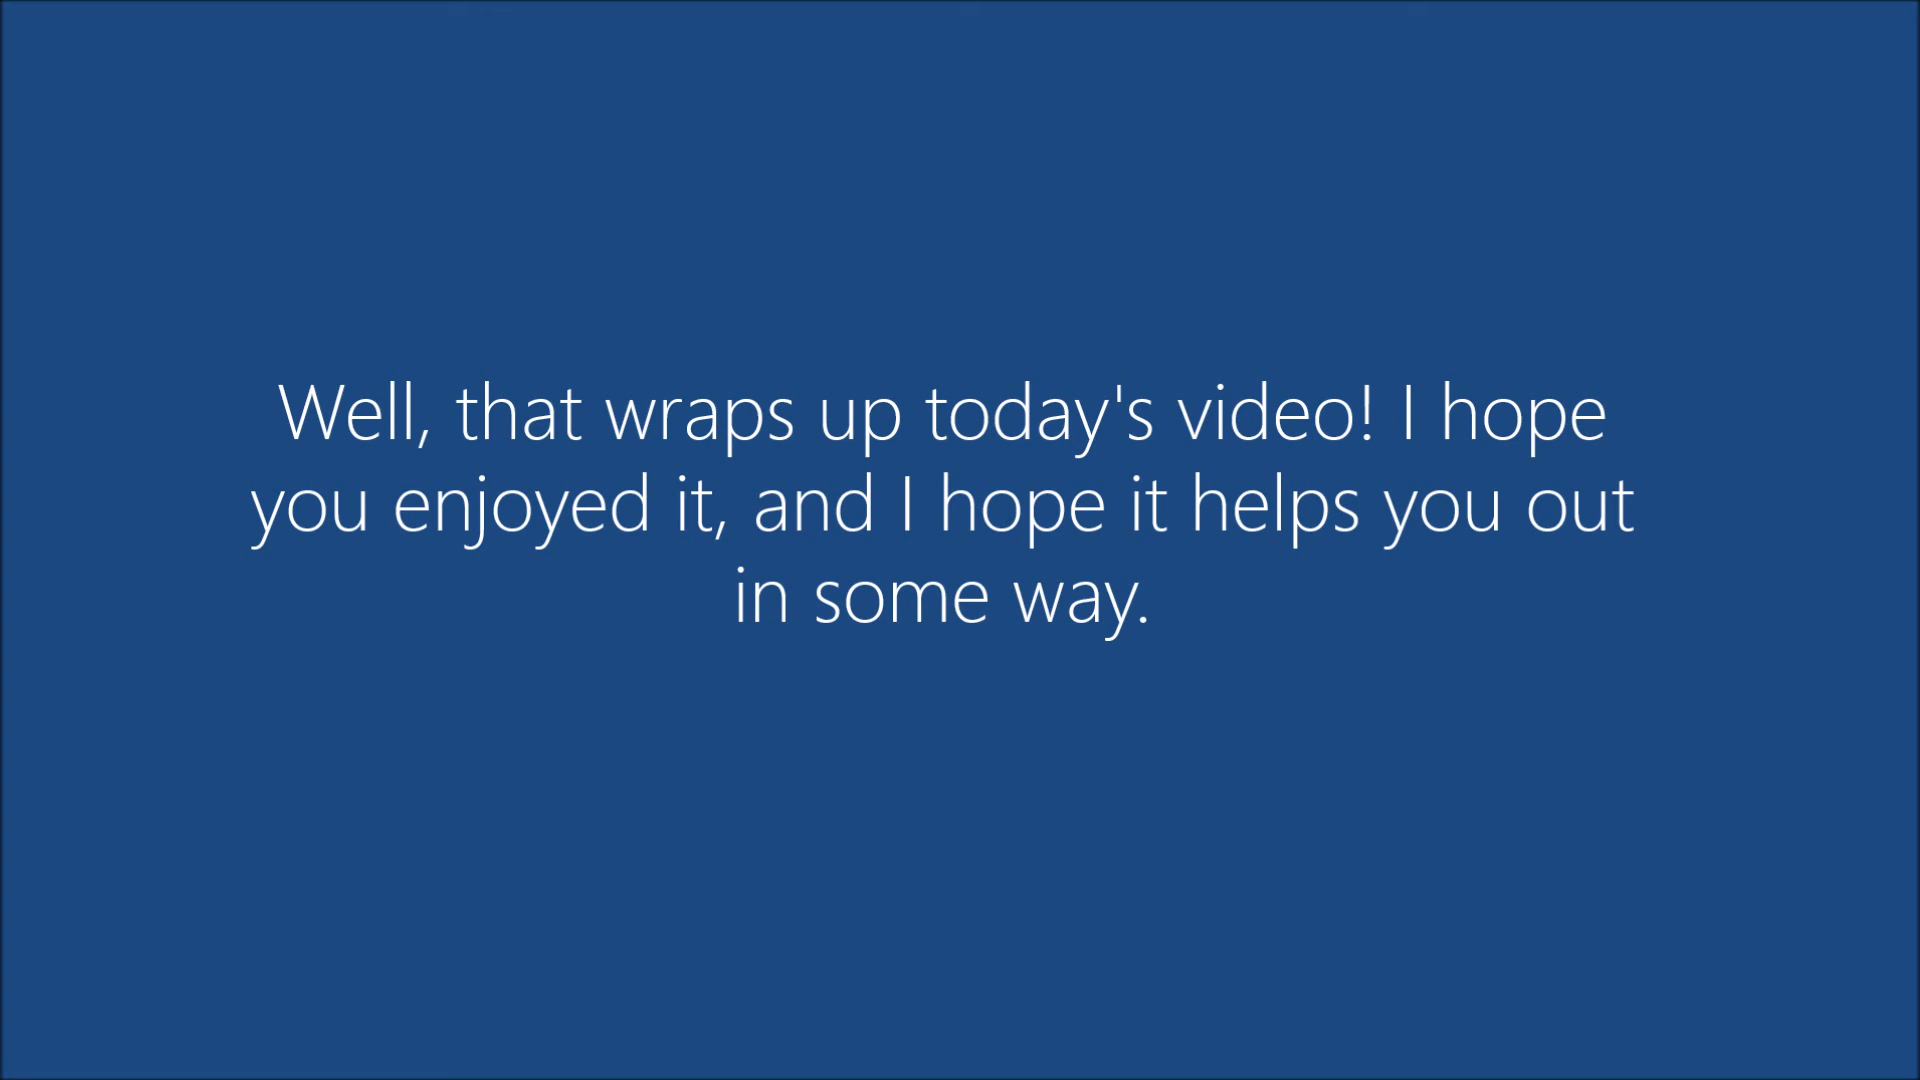 Well, that wraps up today's video! I hope
you enjoyed it, and I hope it helps you out
in some way.